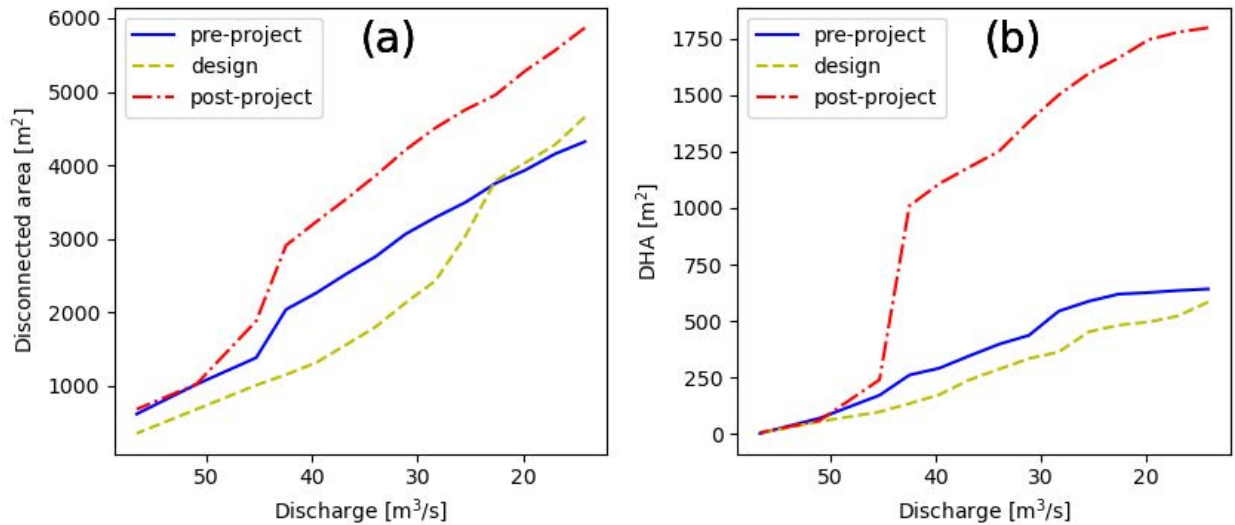 (a)
pre-project
design
post-project
6000
5000
4000
3000
2000
1000
Disconnected area [m²]
50 40 30 20
Discharge [m³/s]
(b)
pre-project
design
post-project
1750
1500
1250
1000
750
500
250
0
DHA [m²]
50 40 30 20
Discharge [m³/s]